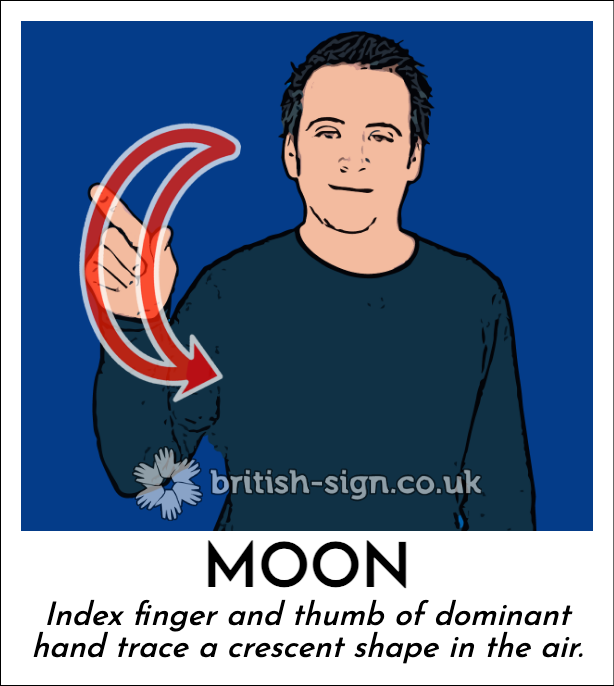 british-sign.co.uk
MOON
Index finger and thumb of dominant
hand trace a crescent shape in the air.